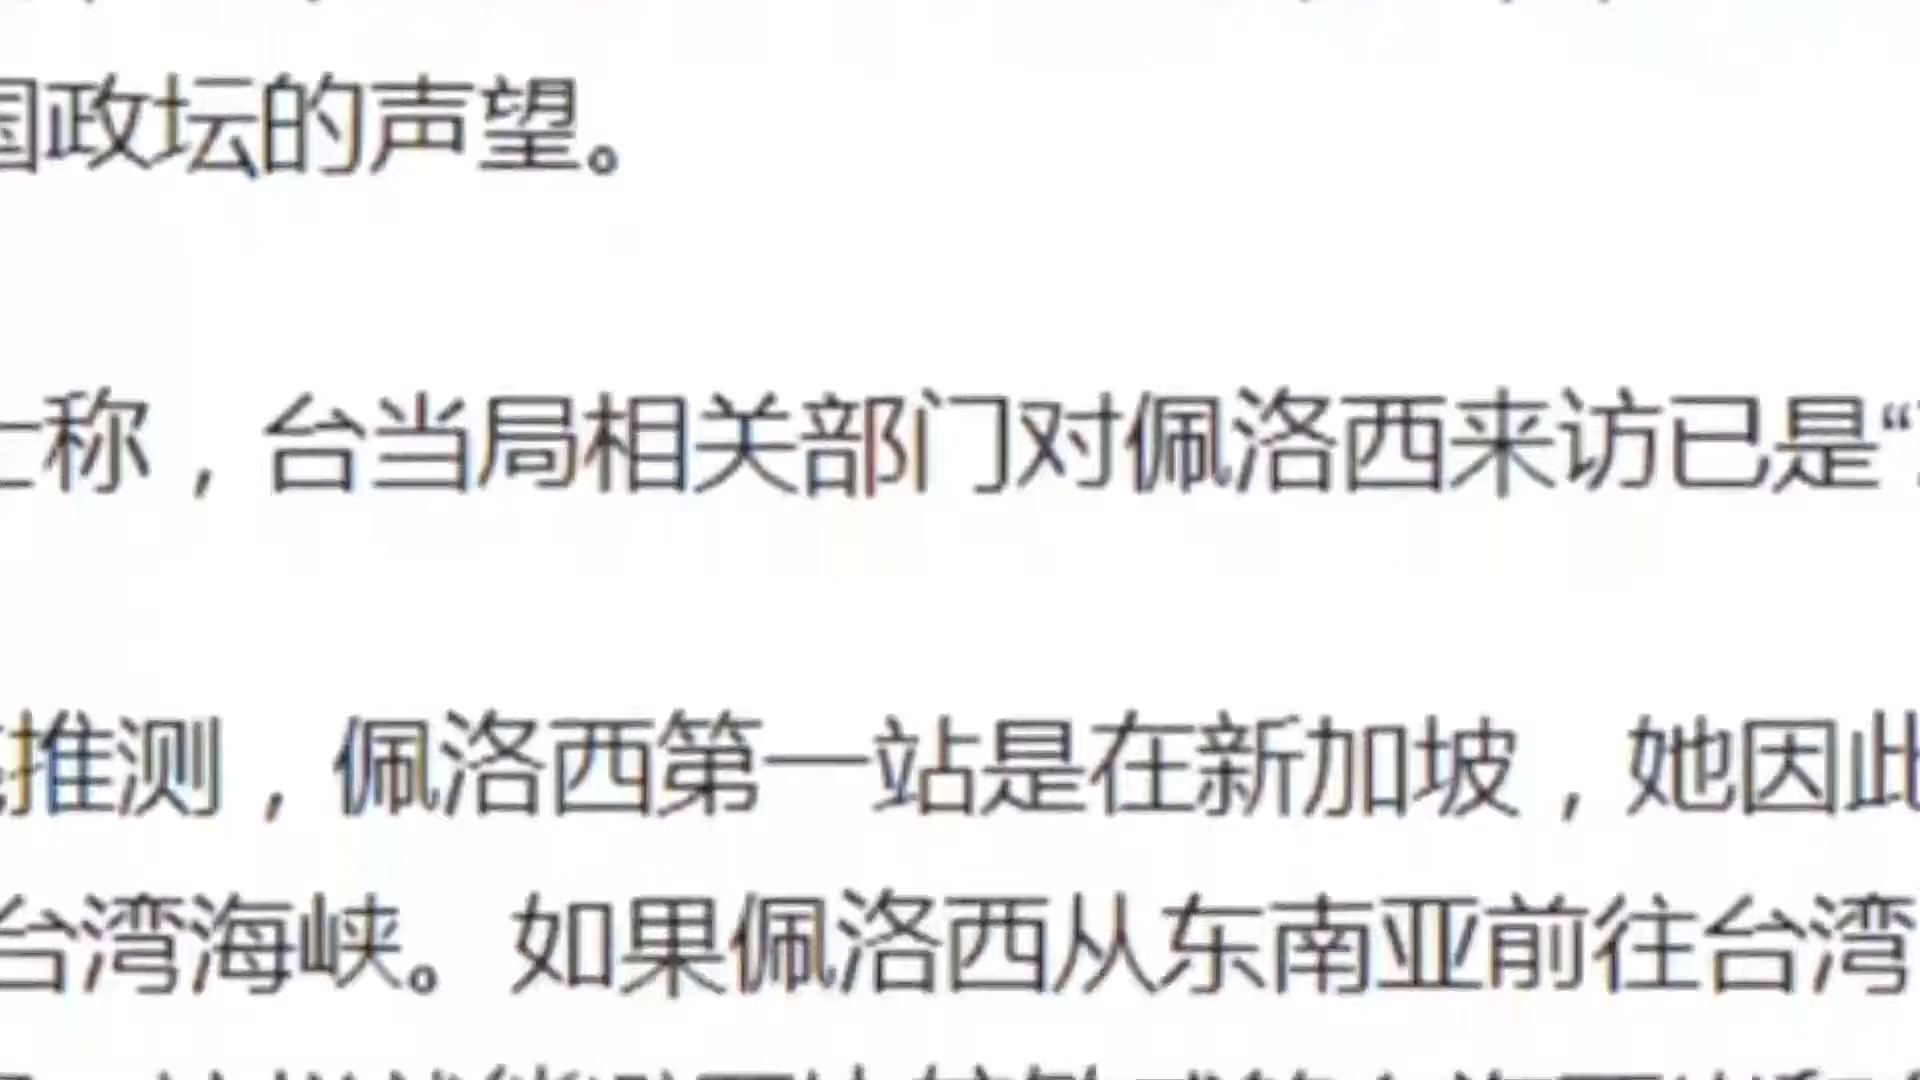 国政坛的声望。
士称，台当局相关部门对佩洛西来访已是“
推测，佩洛西第一站是在新加坡，她因此
台湾海峡。如果佩洛西从东南亚前往台湾